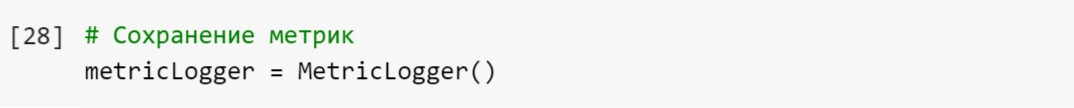 [28] # Сохранение метрик
metricLogger = MetricLogger()